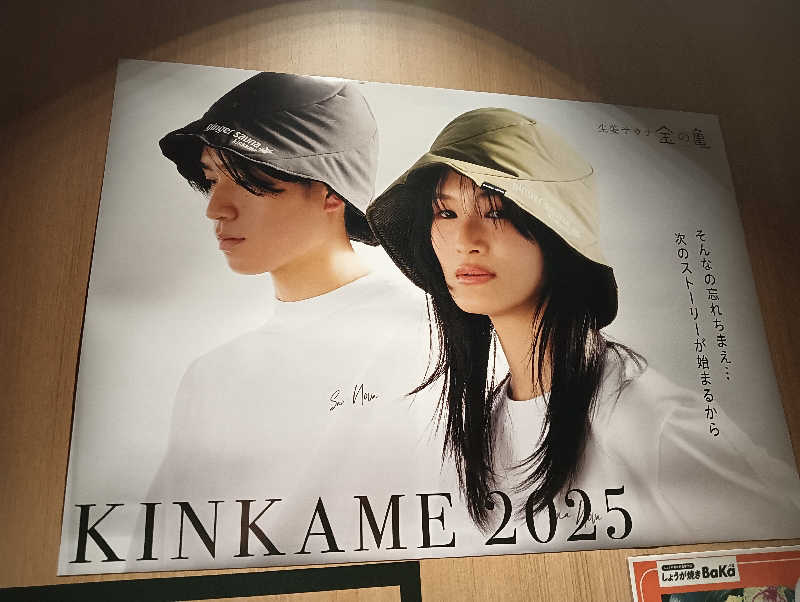 ginger sauna
生姜サウナ 金の亀
ginger sauna
そんなの忘れちまえ…
次のストーリーが始まるから
KINKAME 2025
しょうが焼きBaKa